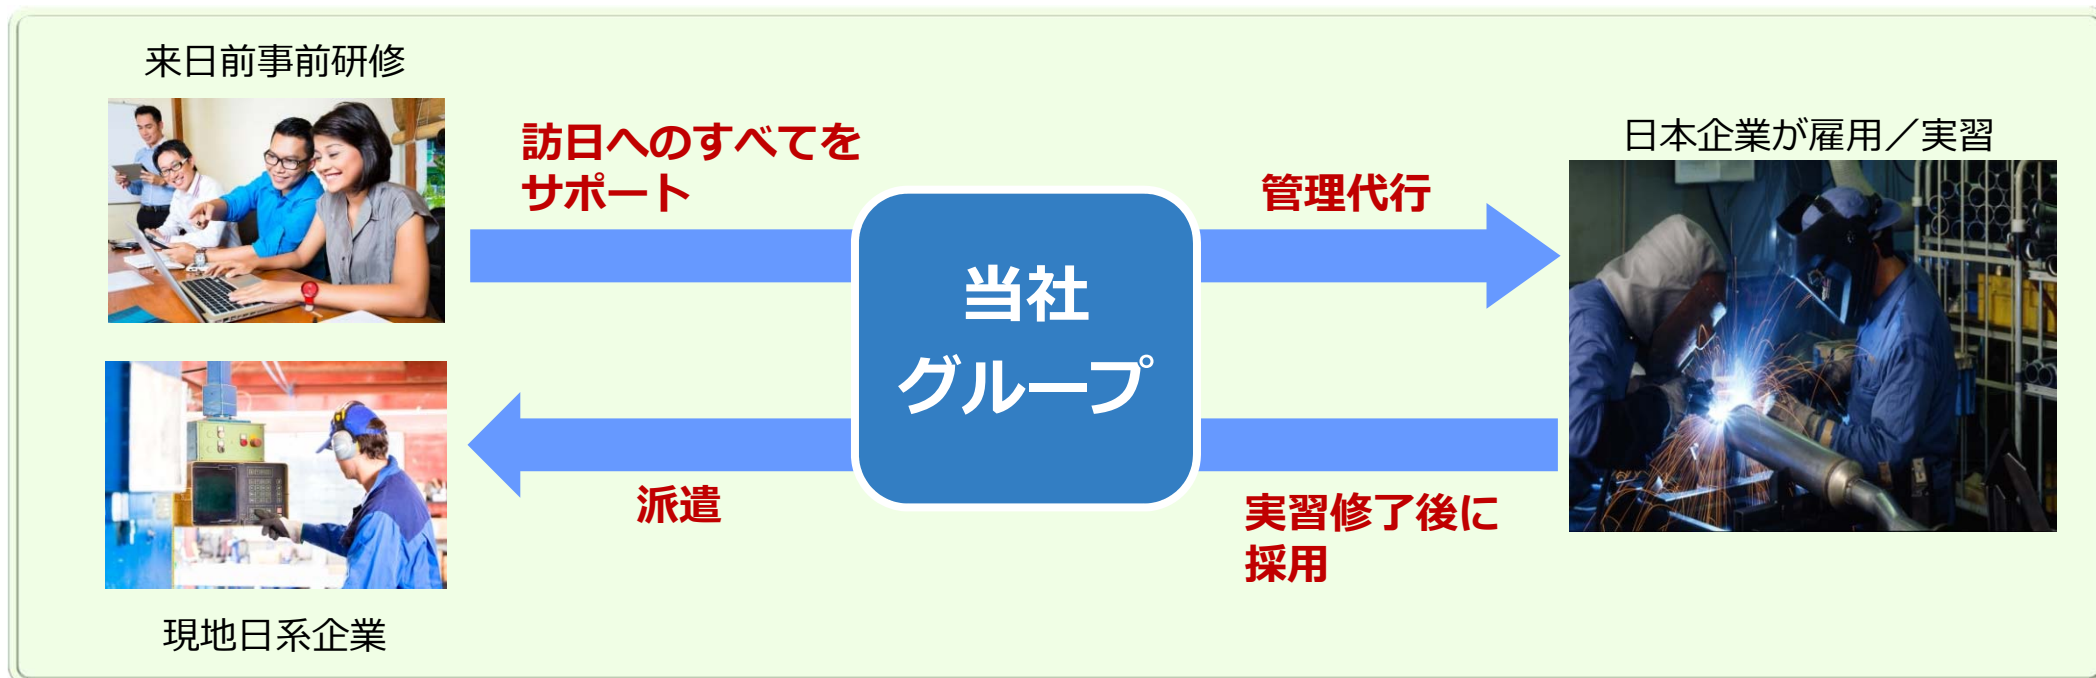 来日前事前研修
訪日へのすべてを
サポート
当社
グループ
管理代行
日本企業が雇用／実習
派遣
実習修了後に
採用
現地日系企業